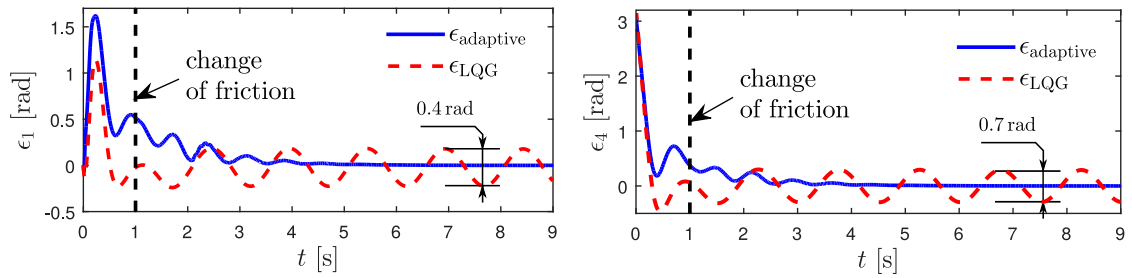 1.5
1
0.5
0
-0.5
ϵ₁ [rad]
0 1 2 3 4 5 6 7 8 9
t [s]
change
of friction
ϵadaptive
ϵLQG
0.4 rad
3
2
1
0
ϵ₄ [rad]
0 1 2 3 4 5 6 7 8 9
t [s]
change
of friction
ϵadaptive
ϵLQG
0.7 rad